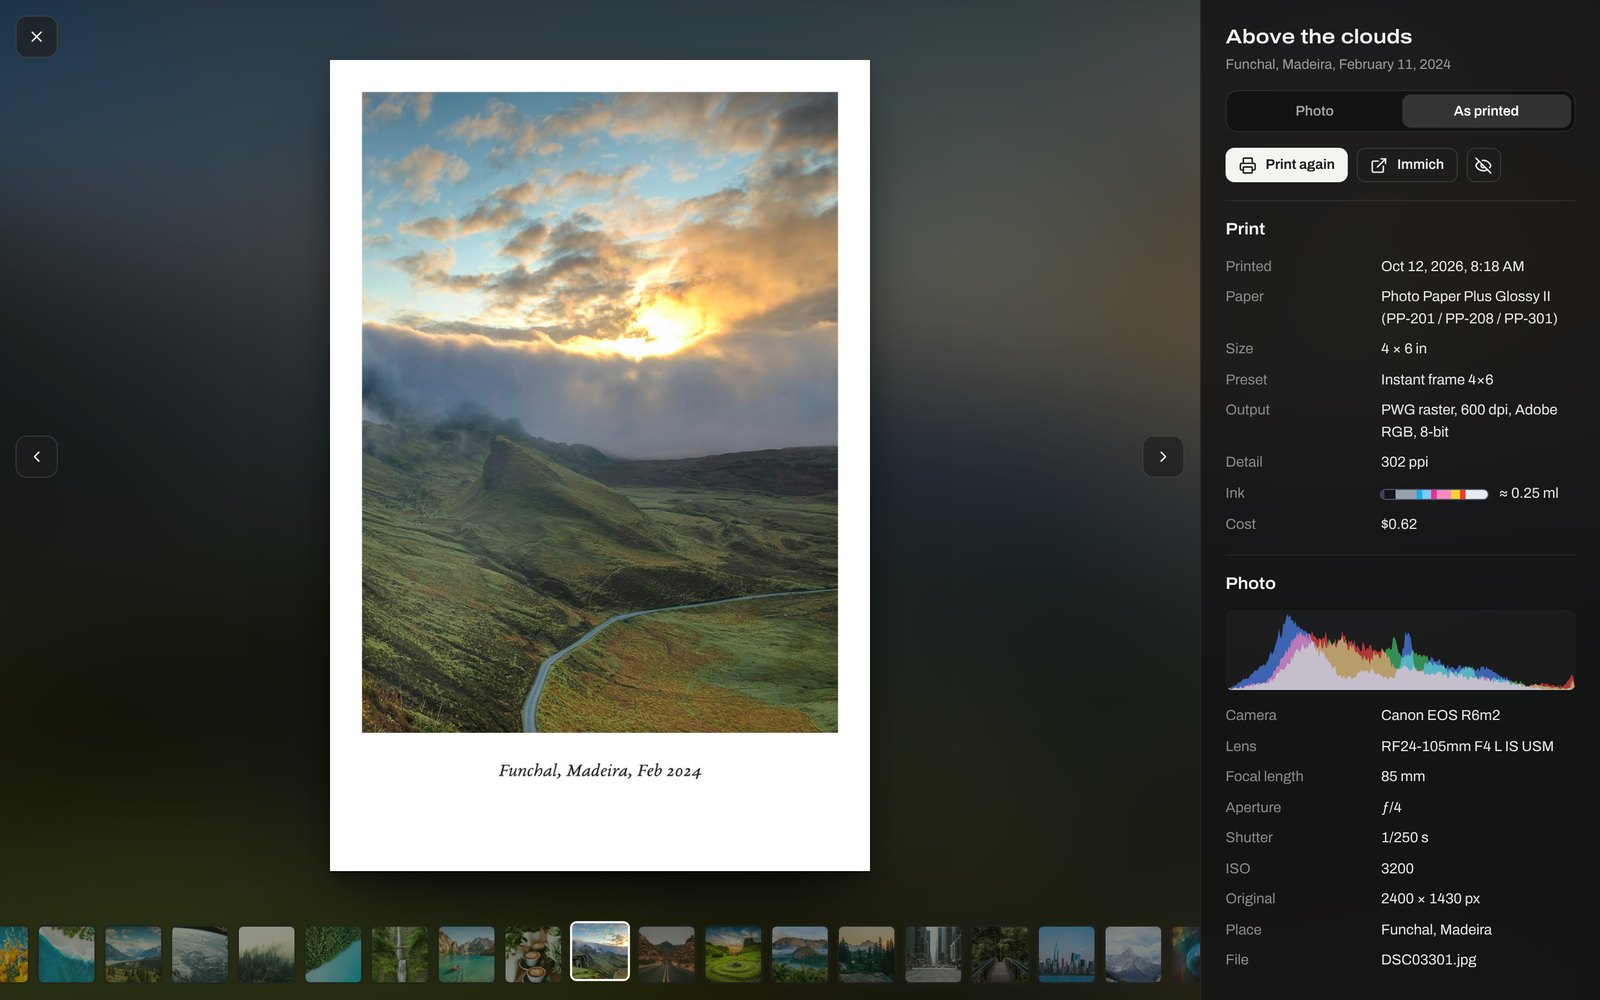 Above the clouds
Funchal, Madeira, February 11, 2024
Photo
As printed
Print again
Immich
Print
Printed
Oct 12, 2026, 8:18 AM
Paper
Photo Paper Plus Glossy II
(PP-201 / PP-208 / PP-301)
Size
4 × 6 in
Preset
Instant frame 4×6
Output
PWG raster, 600 dpi, Adobe
RGB, 8-bit
Detail
302 ppi
Ink
≈ 0.25 ml
Cost
$0.62
Photo
Camera
Canon EOS R6m2
Lens
RF24-105mm F4 L IS USM
Focal length
85 mm
Aperture
ƒ/4
Shutter
1/250 s
ISO
3200
Original
2400 × 1430 px
Place
Funchal, Madeira
File
DSC03301.jpg
Funchal, Madeira, Feb 2024